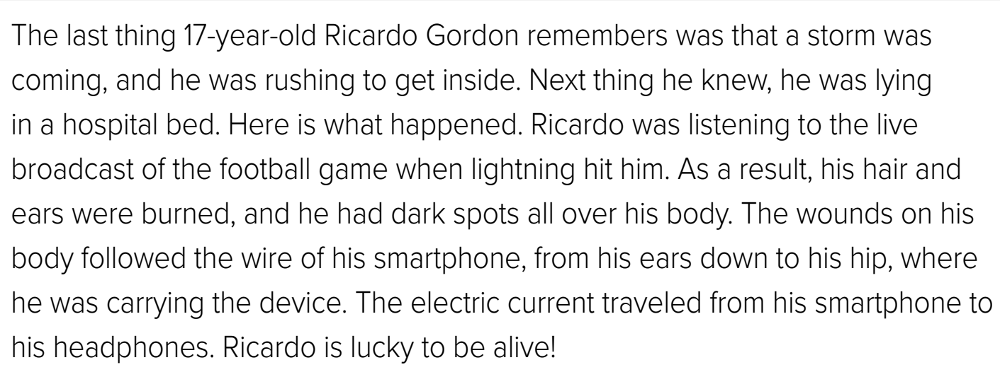 The last thing 17-year-old Ricardo Gordon remembers was that a storm was
coming, and he was rushing to get inside. Next thing he knew, he was lying
in a hospital bed. Here is what happened. Ricardo was listening to the live
broadcast of the football game when lightning hit him. As a result, his hair and
ears were burned, and he had dark spots all over his body. The wounds on his
body followed the wire of his smartphone, from his ears down to his hip, where
he was carrying the device. The electric current traveled from his smartphone to
his headphones. Ricardo is lucky to be alive!